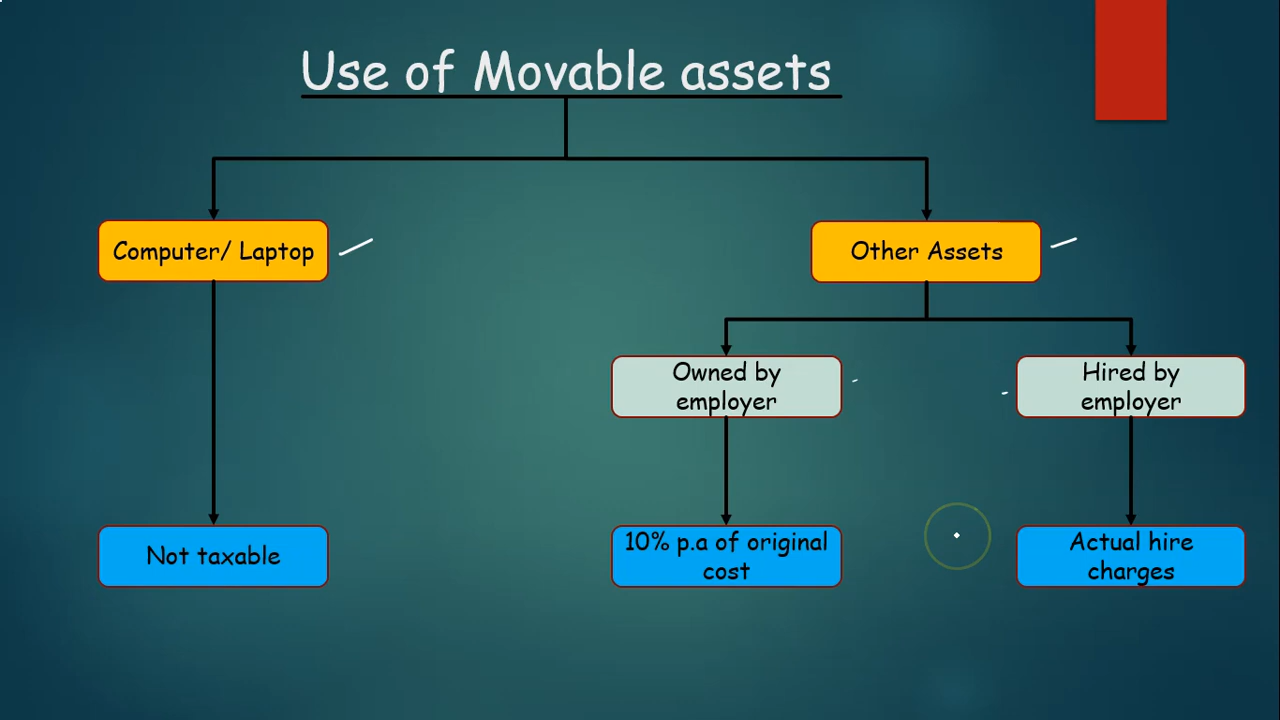 Use of Movable assets
Computer/ Laptop
Other Assets
Owned by
employer
Hired by
employer
Not taxable
10% p.a of original
cost
Actual hire
charges